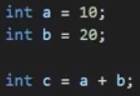 int a = 10;
int b = 20;
int c = a + b;